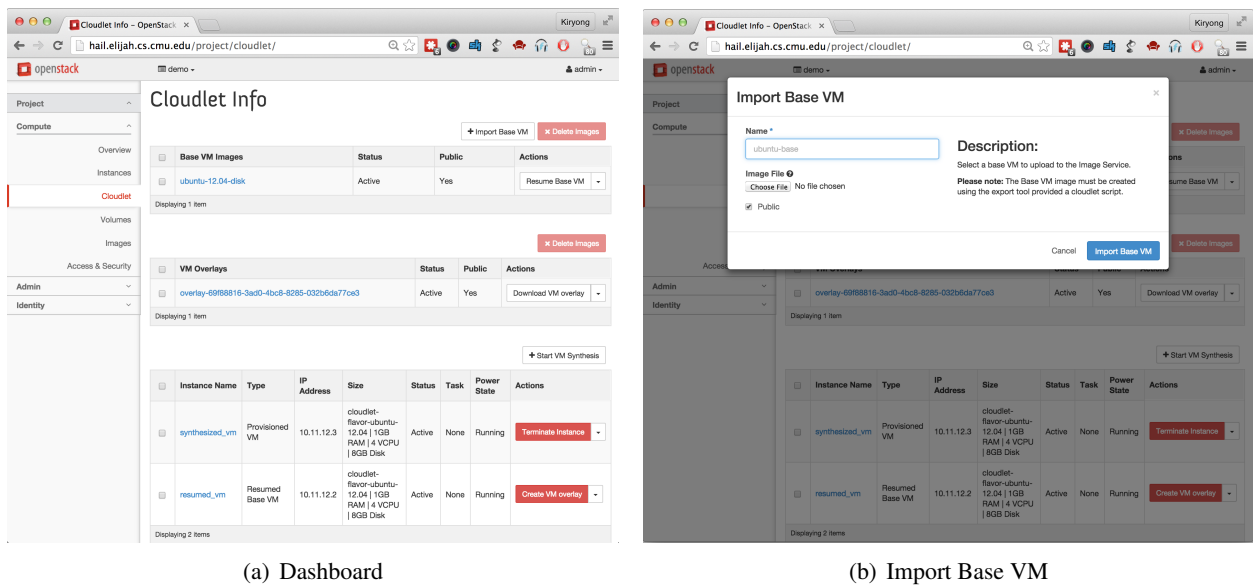 Cloudlet Info – OpenStack ×
Kiryong
hail.elijah.cs.cmu.edu/project/cloudlet/
openstack
demo
admin
Project
Compute
Overview
Instances
Cloudlet
Volumes
Images
Access & Security
Admin
Identity
Cloudlet Info
+ Import Base VM × Delete Images
Base VM Images Status Public Actions
ubuntu-12.04-disk Active Yes Resume Base VM
Displaying 1 item
× Delete Images
VM Overlays Status Public Actions
overlay-69f88816-3ad0-4bc8-8285-032b6da77ce3 Active Yes Download VM overlay
Displaying 1 item
+ Start VM Synthesis
Instance Name Type IP Address Size Status Task Power State Actions
synthesized_vm Provisioned VM 10.11.12.3 cloudlet-flavor-ubuntu-12.04 | 1GB RAM | 4 VCPU | 8GB Disk Active None Running Terminate Instance
resumed_vm Resumed Base VM 10.11.12.2 cloudlet-flavor-ubuntu-12.04 | 1GB RAM | 4 VCPU | 8GB Disk Active None Running Create VM overlay
Displaying 2 items
(a) Dashboard
Cloudlet Info – OpenStack ×
Kiryong
hail.elijah.cs.cmu.edu/project/cloudlet/
openstack
demo
admin
Project
Compute
Access
Admin
Identity
Import Base VM ×
Name *
ubuntu-base
Image File
Choose File No file chosen
Public
Description:
Select a base VM to upload to the Image Service.
Please note: The Base VM image must be created
using the export tool provided a cloudlet script.
Cancel Import Base VM
× Delete Images
× Delete Images
overlay-69f88816-3ad0-4bc8-8285-032b6da77ce3 Active Yes Download VM overlay
Displaying 1 item
+ Start VM Synthesis
Instance Name Type IP Address Size Status Task Power State Actions
synthesized_vm Provisioned VM 10.11.12.3 cloudlet-flavor-ubuntu-12.04 | 1GB RAM | 4 VCPU | 8GB Disk Active None Running Terminate Instance
resumed_vm Resumed Base VM 10.11.12.2 cloudlet-flavor-ubuntu-12.04 | 1GB RAM | 4 VCPU | 8GB Disk Active None Running Create VM overlay
Displaying 2 items
(b) Import Base VM